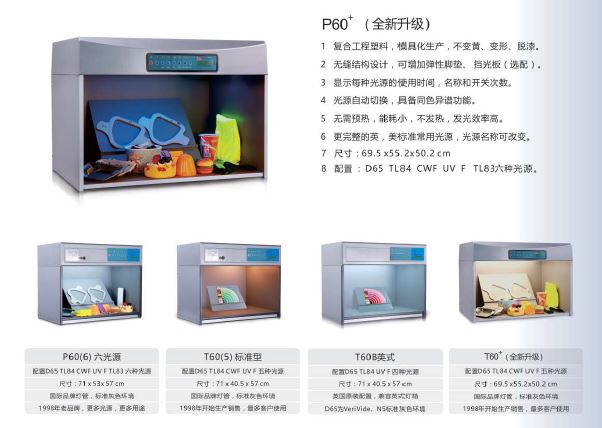 P60⁺ (全新升级)
1 复合工程塑料，模具化生产，不变黄、变形、脱漆。
2 无缝结构设计，可增加弹性脚垫、挡光板（选配）。
3 显示每种光源的使用时间，名称和开关次数。
4 光源自动切换，具备同色异谱功能。
5 无需预热，能耗小，不发热，发光效率高。
6 更完整的英，美标准常用光源，光源名称可改变。
7 尺寸：69.5 x55.2x50.2 cm
8 配置：D65 TL84 CWF UV F TL83六种光源。
P60(6) 六光源
配置D65 TL84 CWF UV F TL83 六种光源
尺寸：71 x 53x 57 cm
国际品牌灯管，标准灰色环境
1998年老品牌，更多光源，更多用途
T60(5) 标准型
配置D65 TL84 CWF UV F 五种光源
尺寸：71 x 40.5 x 57 cm
国际品牌灯管，标准灰色环境
1998年开始生产销售，最多客户使用
T60B英式
配置D65 TL84 UV F 四种光源
尺寸：71 x 40.5 x 57 cm
英国原装配置，兼容英式灯箱
D65为VeriVide、N5标准灰色环境
T60⁺ (全新升级)
配置D65 TL84 CWF UV F 五种光源
尺寸：69.5 x55.2x50.2 cm
国际品牌灯管，标准灰色环境
1998年开始生产销售，最多客户使用